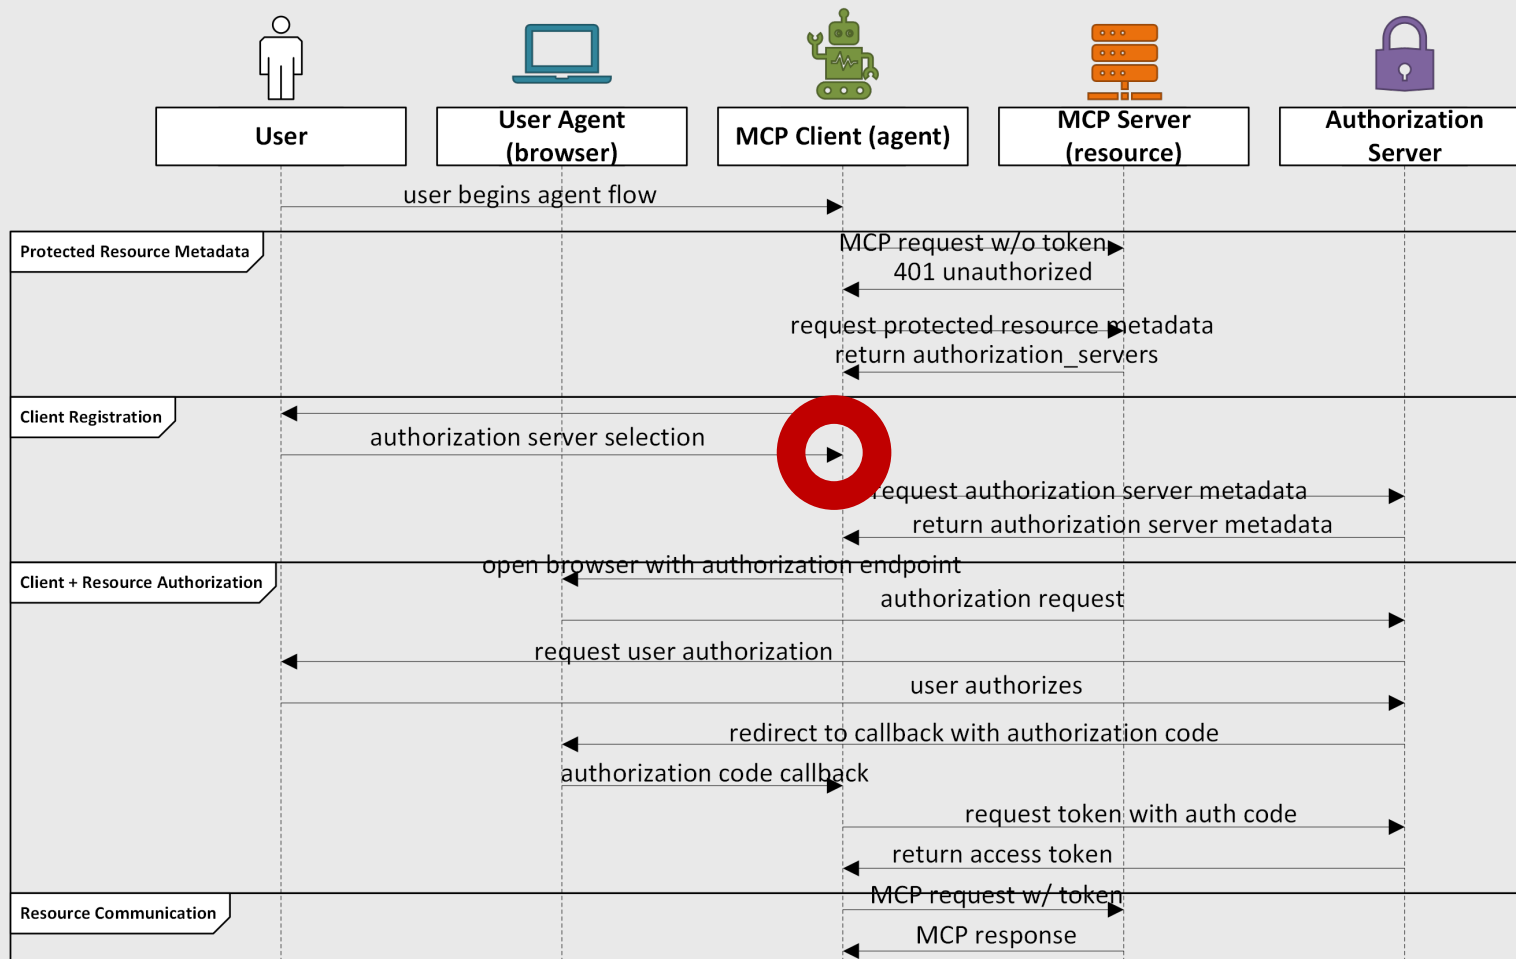 User
User Agent
(browser)
MCP Client (agent)
MCP Server
(resource)
Authorization
Server
user begins agent flow
Protected Resource Metadata
MCP request w/o token
401 unauthorized
request protected resource metadata
return authorization_servers
Client Registration
authorization server selection
request authorization server metadata
return authorization server metadata
Client + Resource Authorization
open browser with authorization endpoint
authorization request
request user authorization
user authorizes
redirect to callback with authorization code
authorization code callback
request token with auth code
return access token
Resource Communication
MCP request w/ token
MCP response